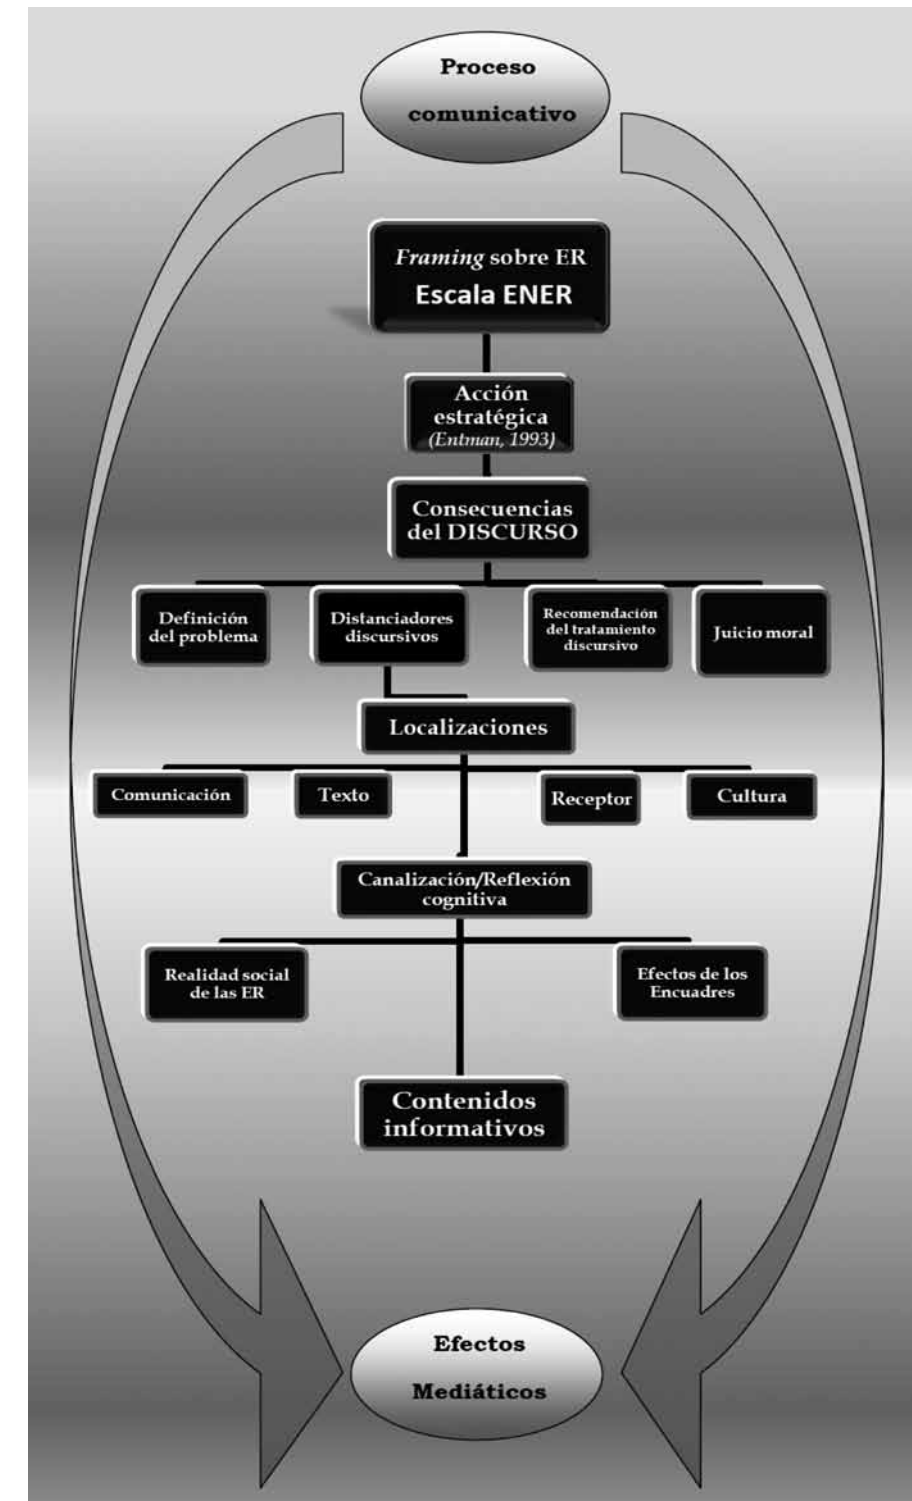 Proceso
comunicativo
Framing sobre ER
Escala ENER
Acción
estratégica
(Entman, 1993)
Consecuencias
del DISCURSO
Definición
del problema
Distanciadores
discursivos
Recomendación
del tratamiento
discursivo
Juicio moral
Localizaciones
Comunicación
Texto
Receptor
Cultura
Canalización/Reflexión
cognitiva
Realidad social
de las ER
Efectos de los
Encuadres
Contenidos
informativos
Efectos
Mediáticos